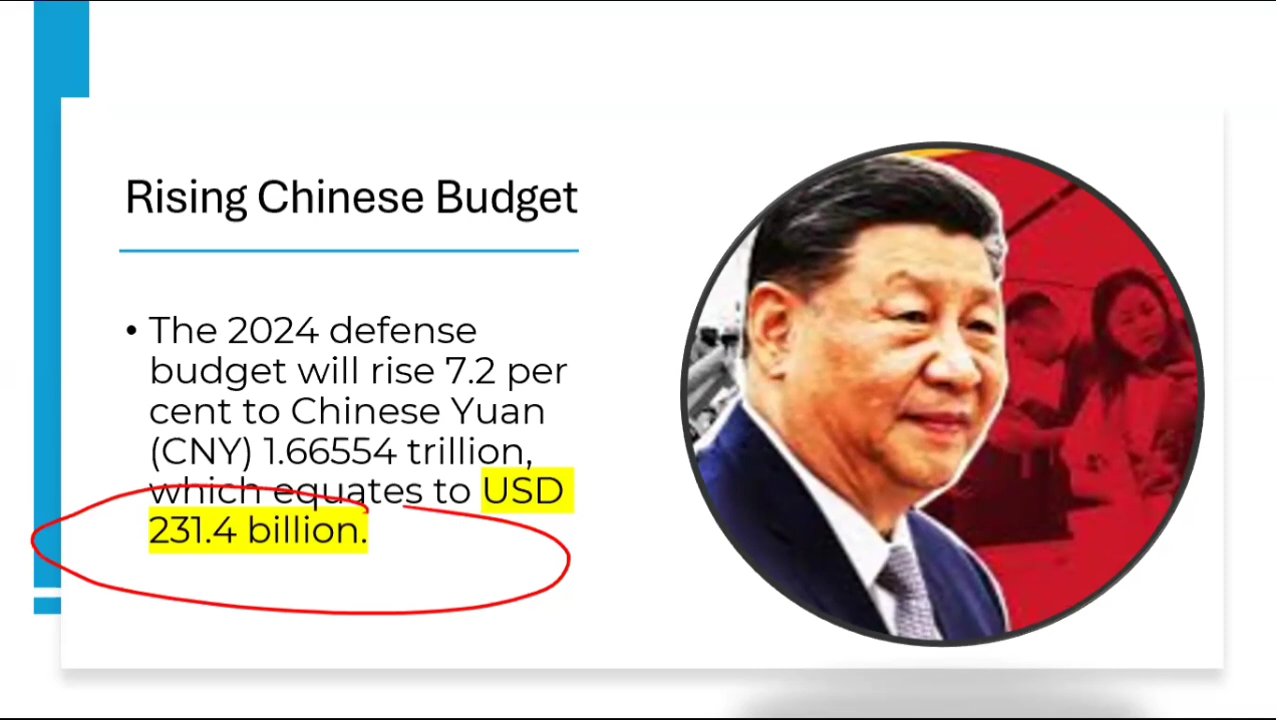 Rising Chinese Budget
• The 2024 defense
budget will rise 7.2 per
cent to Chinese Yuan
(CNY) 1.66554 trillion,
which equates to USD
231.4 billion.